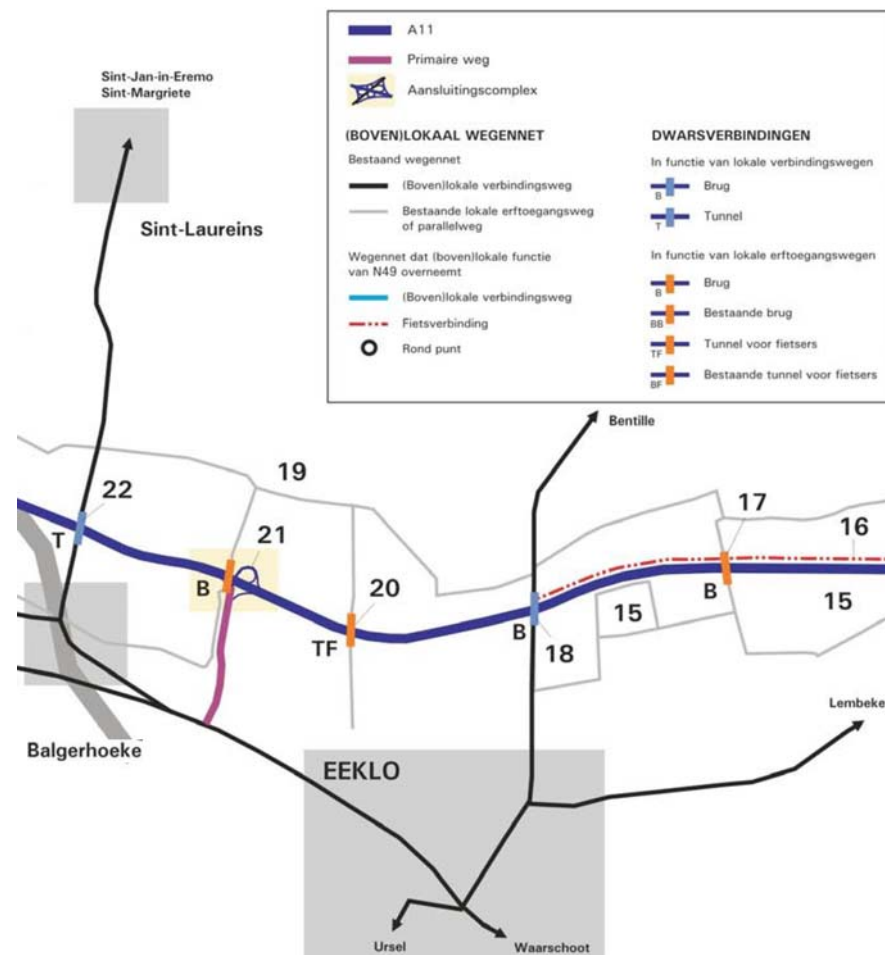 A11
Primaire weg
Aansluitingscomplex
(BOVEN)LOKAAL WEGENNET
Bestaand wegennet
(Boven)lokale verbindingsweg
Bestaande lokale erftoegangsweg
of parallelweg
Wegennet dat (boven)lokale functie
van N49 overneemt
(Boven)lokale verbindingsweg
Fietsverbinding
Rond punt
DWARSVERBINDINGEN
In functie van lokale verbindingswegen
B Brug
T Tunnel
In functie van lokale erftoegangswegen
B Brug
BB Bestaande brug
TF Tunnel voor fietsers
BF Bestaande tunnel voor fietsers
Sint-Jan-in-Eremo
Sint-Margriete
Sint-Laureins
Bentille
22
19
17
21
16
T
B
20
15
15
B
TF
B
18
Lembeke
Balgerhoeke
EEKLO
Ursel
Waarschoot